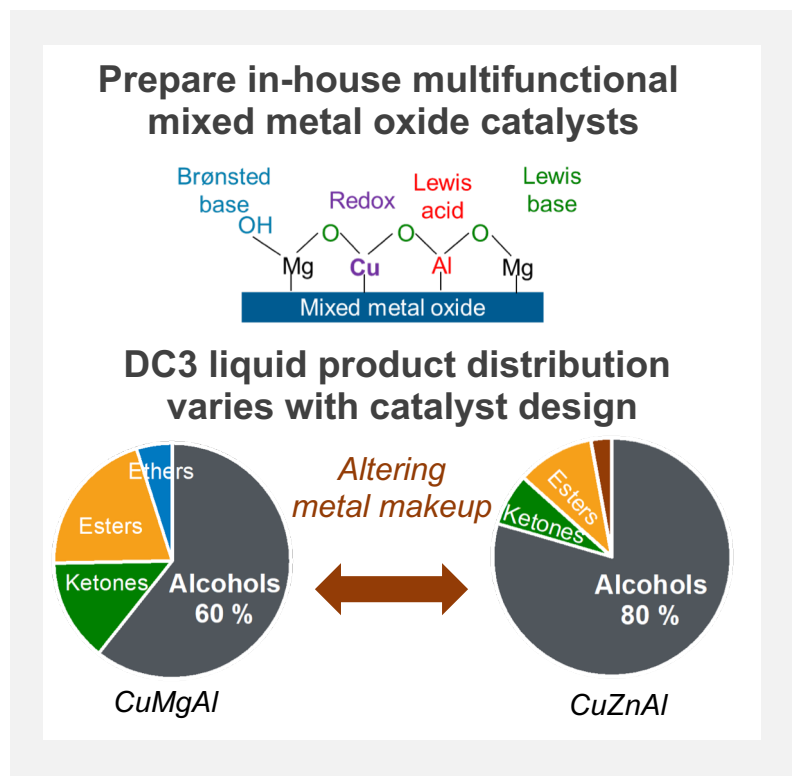 Prepare in-house multifunctional
mixed metal oxide catalysts
Brønsted
base
Redox
Lewis
acid
Lewis
base
OH
O
O
O
Mg
Cu
Al
Mg
Mixed metal oxide
DC3 liquid product distribution
varies with catalyst design
Ethers
Esters
Ketones
Alcohols
60 %
CuMgAl
Altering
metal makeup
Esters
Ketones
Alcohols
80 %
CuZnAl